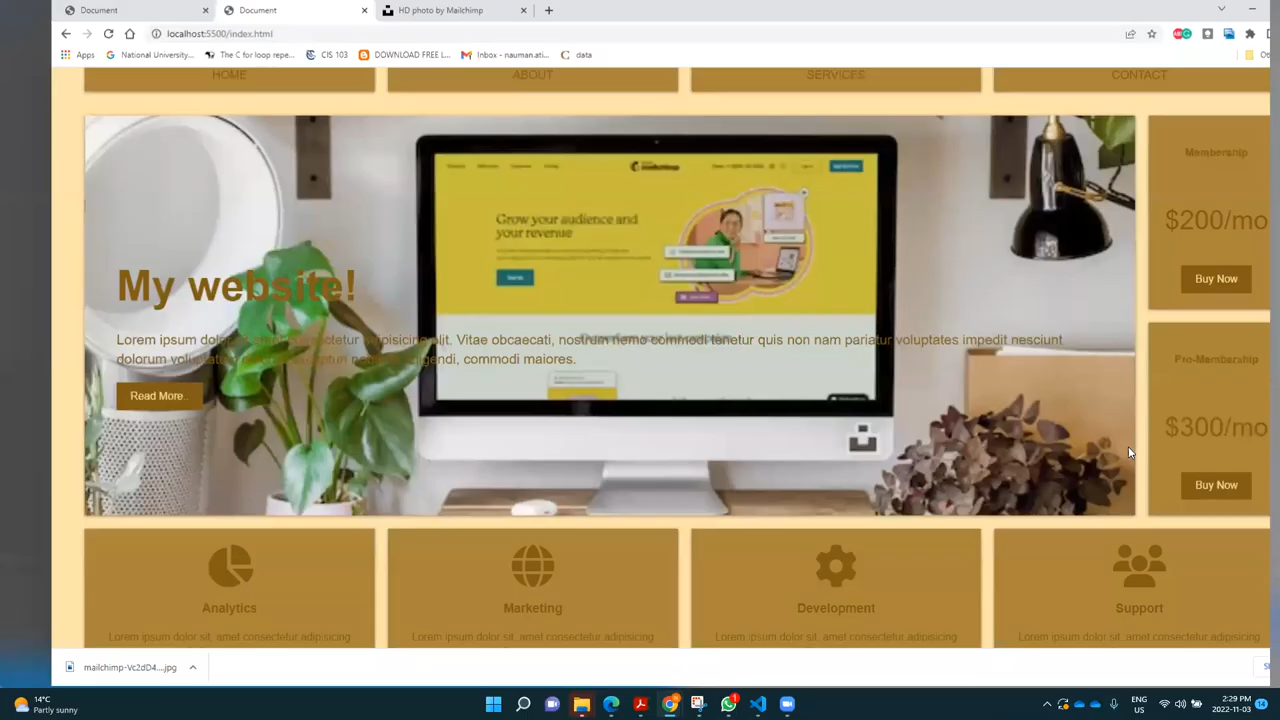 Document
Document
HD photo by Mailchimp
localhost:5500/index.html
Apps
National University...
The C for loop repe...
CIS 103
DOWNLOAD FREE L...
Inbox - nauman.ati...
data
HOME
ABOUT
SERVICES
CONTACT
Grow your audience and
your revenue
My website!
Lorem ipsum dolor sit, amet consectetur adipisicing elit. Vitae obcaecati, nostrum nemo commodi tenetur quis non nam pariatur voluptates impedit nesciunt
dolorum eligendi, commodi maiores.
Read More..
Membership
$200/mo
Buy Now
Pro-Membership
$300/mo
Buy Now
Analytics
Marketing
Development
Support
Lorem ipsum dolor sit, amet consectetur adipisicing
Lorem ipsum dolor sit, amet consectetur adipisicing
Lorem ipsum dolor sit, amet consectetur adipisicing
Lorem ipsum dolor sit, amet consectetur adipisicing
mailchimp-Vc2dD4....jpg
14°C
Partly sunny
1
ENG
US
2:29 PM
2022-11-03
14